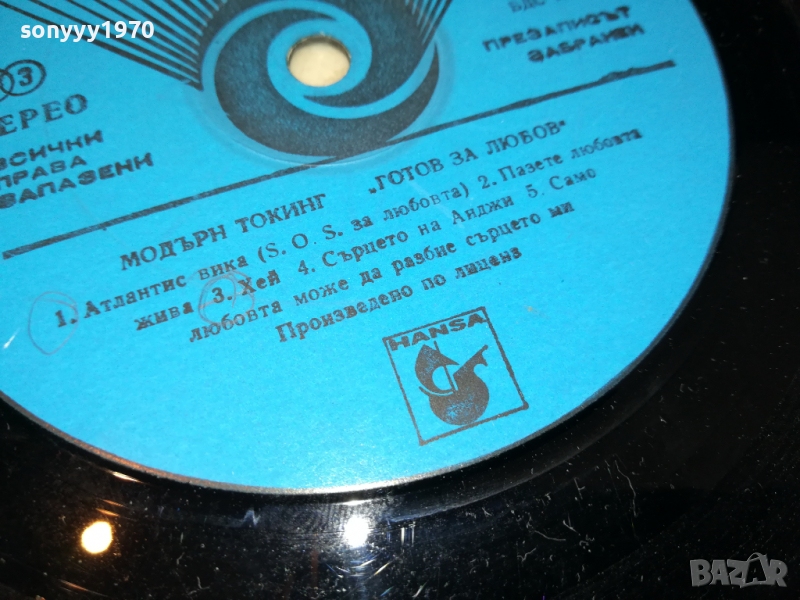 sonyyy1970
3
ЕРЕО
ВСИЧКИ
ПРАВА
ЗАПАЗЕНИ
ПРЕЗАПИСЪТ
ЗАБРАНЕН
МОДЪРН ТОКИНГ „ГОТОВ ЗА ЛЮБОВ"
1. Атлантис вика (S. O. S. за любовта) 2. Пазете любовта
жива 3. Хей 4. Сърцето на Анджи 5. Само
любовта може да разбие сърцето ми
Произведено по лиценз
HANSA
BAZAR